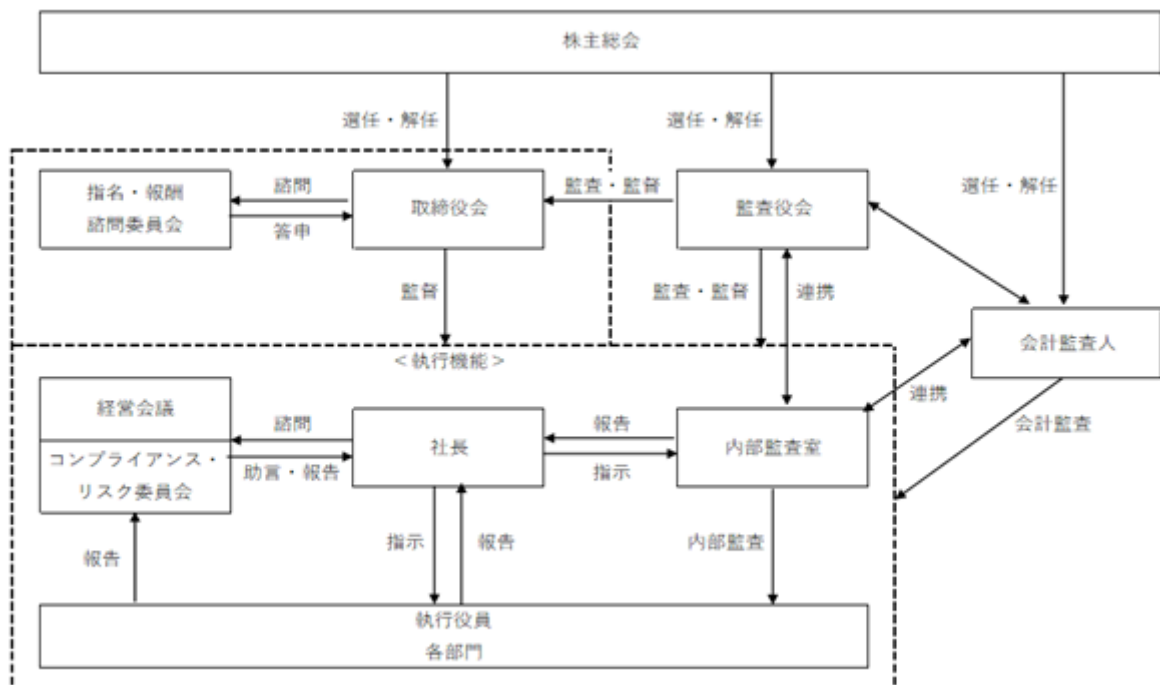 株主総会
選任・解任
選任・解任
選任・解任
指名・報酬
諮問委員会
諮問
答申
取締役会
監査・監督
監査役会
監督
監査・監督
連携
会計監査人
<執行機能>
連携
会計監査
経営会議
コンプライアンス・
リスク委員会
諮問
助言・報告
社長
報告
指示
内部監査室
報告
指示
報告
内部監査
執行役員
各部門